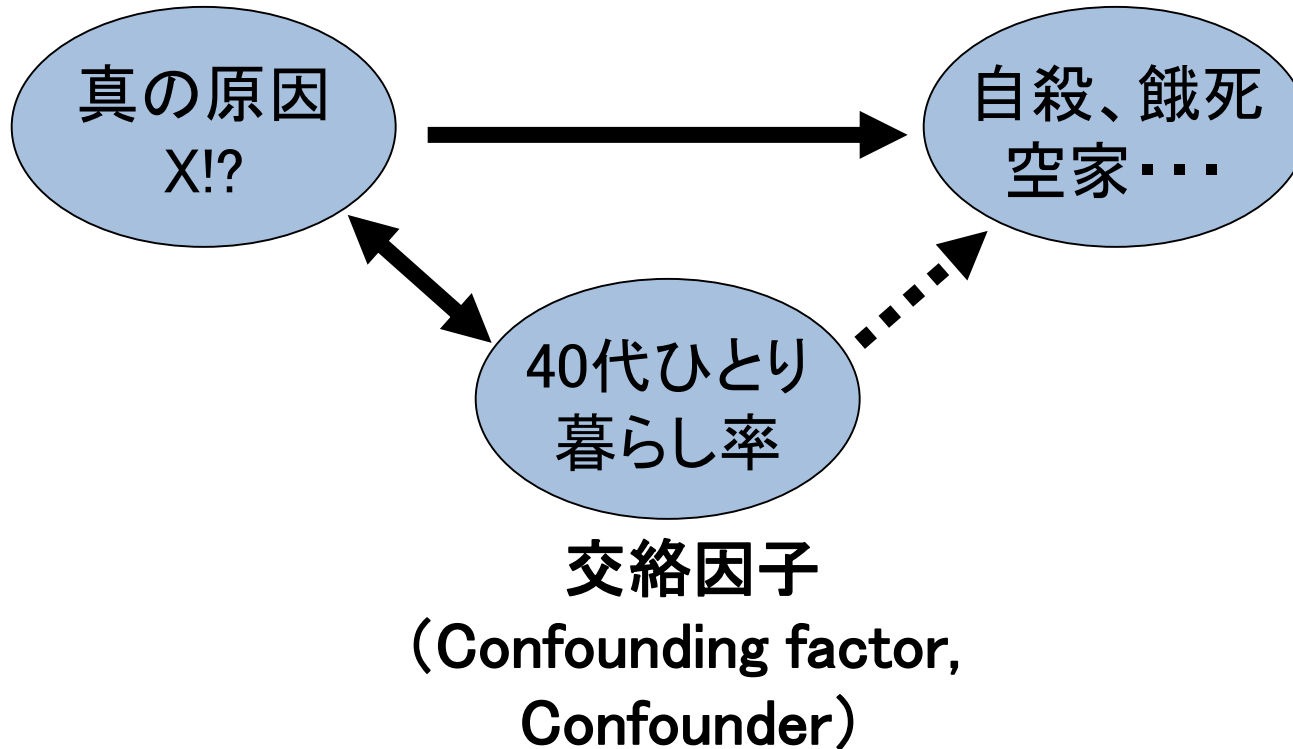 真の原因
X!?
自殺、餓死
空家・・・
40代ひとり
暮らし率
交絡因子
（Confounding factor,
Confounder）